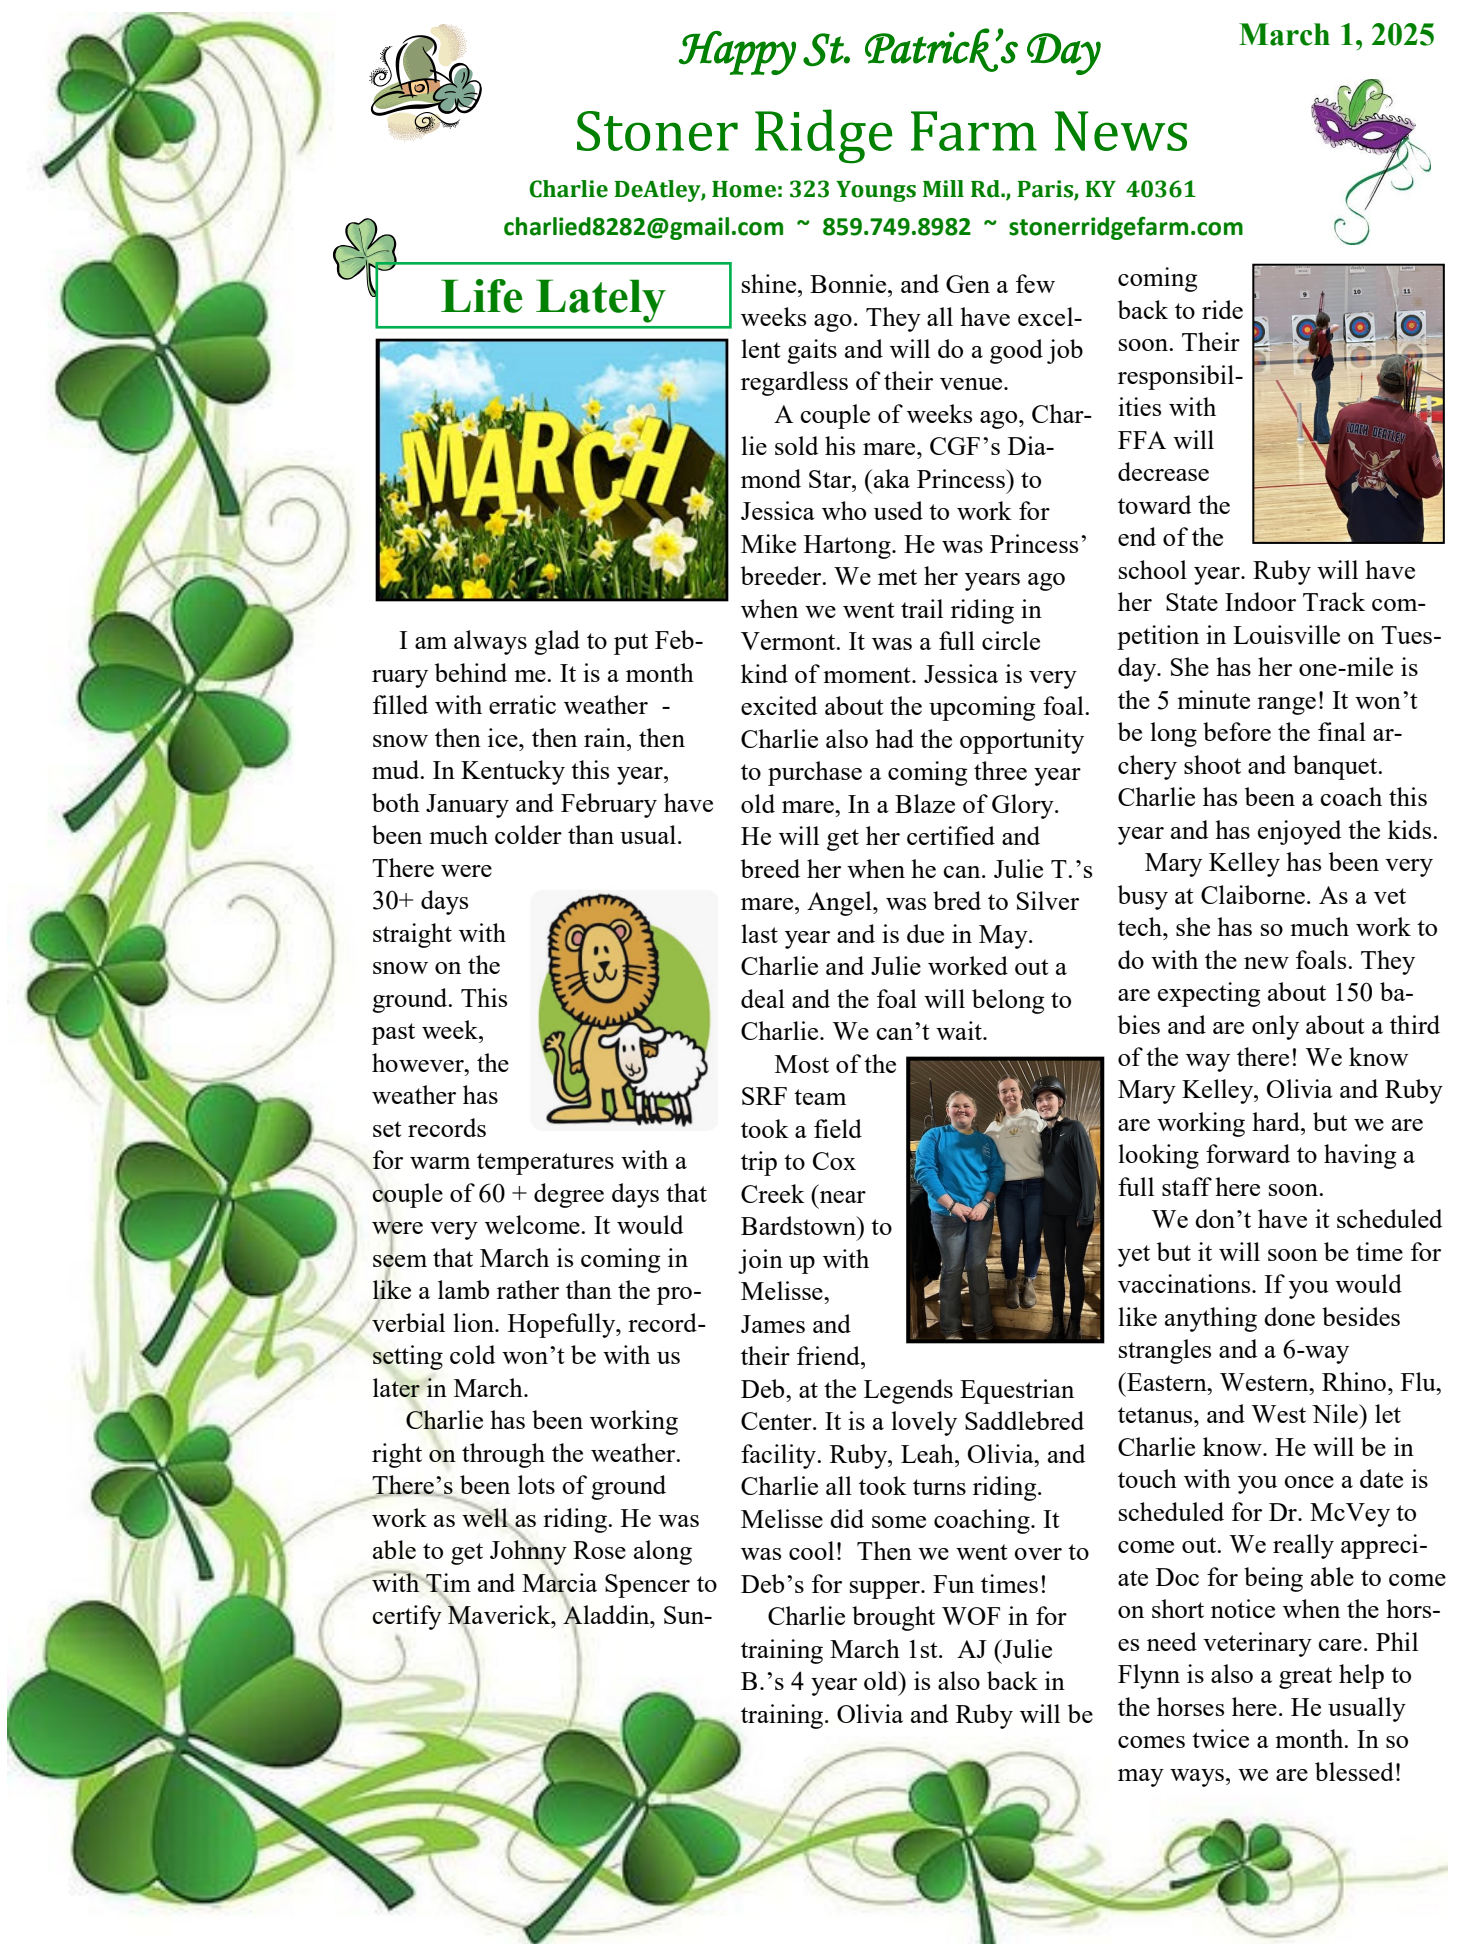 Happy St. Patrick's Day
March 1, 2025
Stoner Ridge Farm News
Charlie DeAtley, Home: 323 Youngs Mill Rd., Paris, KY  40361
charlied8282@gmail.com  ~  859.749.8982  ~  stonerridgefarm.com
Life Lately
MARCH
I am always glad to put Feb-
ruary behind me. It is a month
filled with erratic weather  -
snow then ice, then rain, then
mud. In Kentucky this year,
both January and February have
been much colder than usual.
There were
30+ days
straight with
snow on the
ground. This
past week,
however, the
weather has
set records
for warm temperatures with a
couple of 60 + degree days that
were very welcome. It would
seem that March is coming in
like a lamb rather than the pro-
verbial lion. Hopefully, record-
setting cold won't be with us
later in March.
Charlie has been working
right on through the weather.
There's been lots of ground
work as well as riding. He was
able to get Johnny Rose along
with Tim and Marcia Spencer to
certify Maverick, Aladdin, Sun-
shine, Bonnie, and Gen a few
weeks ago. They all have excel-
lent gaits and will do a good job
regardless of their venue.
A couple of weeks ago, Char-
lie sold his mare, CGF's Dia-
mond Star, (aka Princess) to
Jessica who used to work for
Mike Hartong. He was Princess'
breeder. We met her years ago
when we went trail riding in
Vermont. It was a full circle
kind of moment. Jessica is very
excited about the upcoming foal.
Charlie also had the opportunity
to purchase a coming three year
old mare, In a Blaze of Glory.
He will get her certified and
breed her when he can. Julie T.'s
mare, Angel, was bred to Silver
last year and is due in May.
Charlie and Julie worked out a
deal and the foal will belong to
Charlie. We can't wait.
Most of the
SRF team
took a field
trip to Cox
Creek (near
Bardstown) to
join up with
Melisse,
James and
their friend,
Deb, at the Legends Equestrian
Center. It is a lovely Saddlebred
facility. Ruby, Leah, Olivia, and
Charlie all took turns riding.
Melisse did some coaching. It
was cool!  Then we went over to
Deb's for supper. Fun times!
Charlie brought WOF in for
training March 1st.  AJ (Julie
B.'s 4 year old) is also back in
training. Olivia and Ruby will be
coming
back to ride
soon. Their
responsibil-
ities with
FFA will
decrease
toward the
end of the
school year. Ruby will have
her  State Indoor Track com-
petition in Louisville on Tues-
day. She has her one-mile is
the 5 minute range! It won't
be long before the final ar-
chery shoot and banquet.
Charlie has been a coach this
year and has enjoyed the kids.
Mary Kelley has been very
busy at Claiborne. As a vet
tech, she has so much work to
do with the new foals. They
are expecting about 150 ba-
bies and are only about a third
of the way there! We know
Mary Kelley, Olivia and Ruby
are working hard, but we are
looking forward to having a
full staff here soon.
We don't have it scheduled
yet but it will soon be time for
vaccinations. If you would
like anything done besides
strangles and a 6-way
(Eastern, Western, Rhino, Flu,
tetanus, and West Nile) let
Charlie know. He will be in
touch with you once a date is
scheduled for Dr. McVey to
come out. We really appreci-
ate Doc for being able to come
on short notice when the hors-
es need veterinary care. Phil
Flynn is also a great help to
the horses here. He usually
comes twice a month. In so
may ways, we are blessed!
9 10 11
COACH DEATLEY